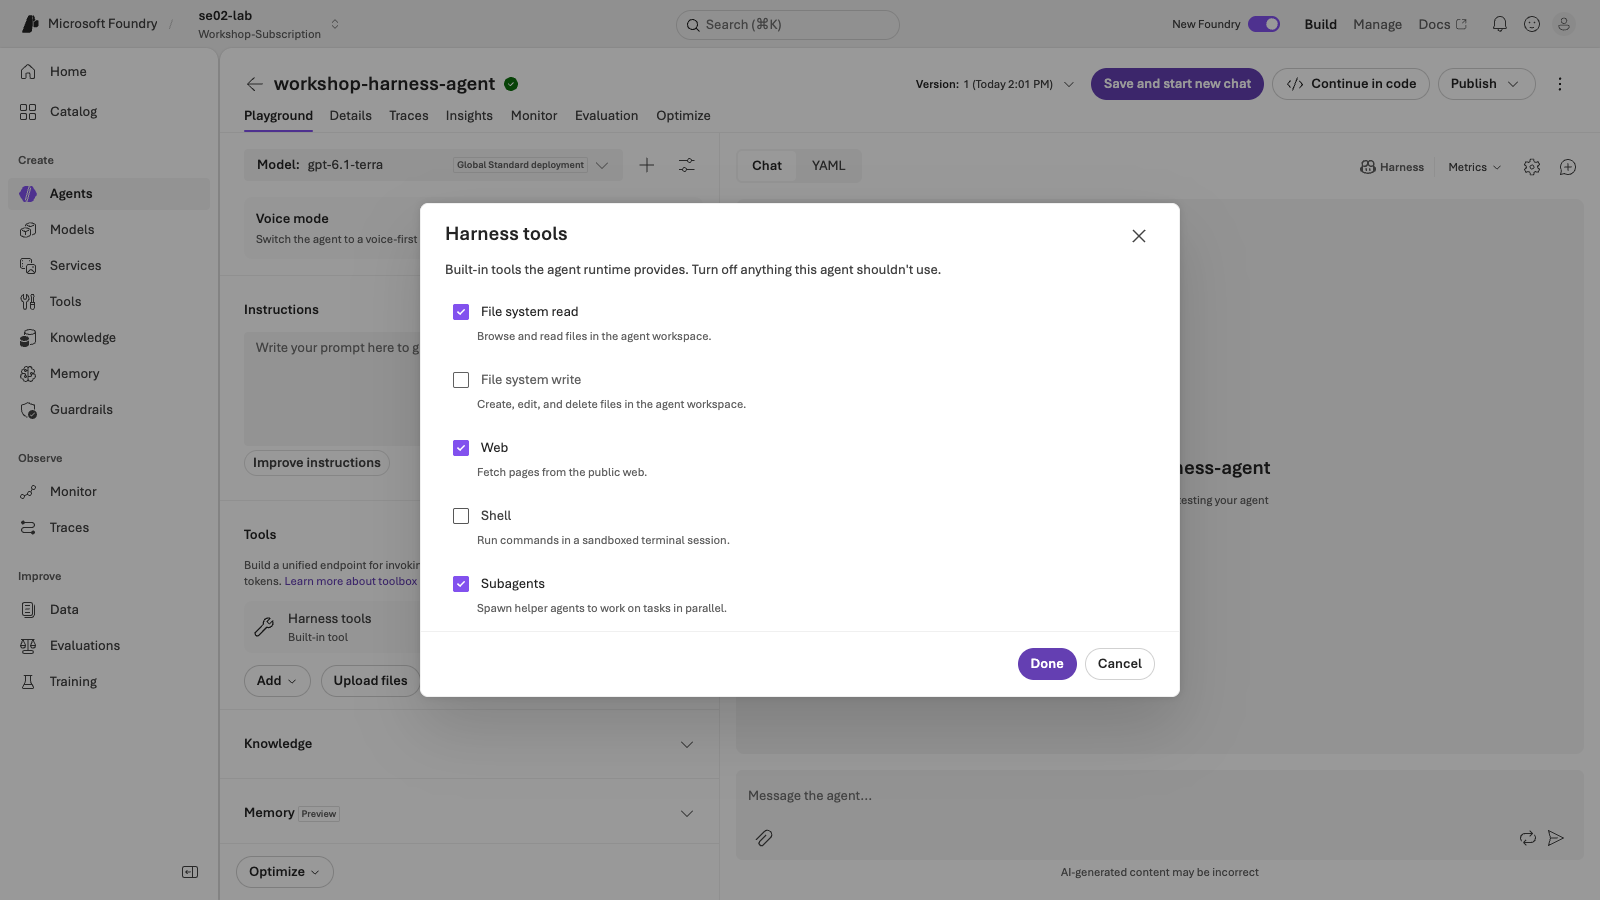 Microsoft Foundry
/
se02-lab
Workshop-Subscription
Search (⌘K)
New Foundry
Build
Manage
Docs
Home
Catalog
Create
Agents
Models
Services
Tools
Knowledge
Memory
Guardrails
Observe
Monitor
Traces
Improve
Data
Evaluations
Training
workshop-harness-agent
Version: 1 (Today 2:01 PM)
Save and start new chat
Continue in code
Publish
Playground
Details
Traces
Insights
Monitor
Evaluation
Optimize
Model: gpt-6.1-terra
Global Standard deployment
Voice mode
Switch the agent to a voice-first
Instructions
Write your prompt here to g
Improve instructions
Tools
Build a unified endpoint for invokin
tokens. Learn more about toolbox
Harness tools
Built-in tool
Add
Upload files
Knowledge
Memory Preview
Optimize
Chat
YAML
Harness
Metrics
ness-agent
testing your agent
Message the agent...
AI-generated content may be incorrect
Harness tools
Built-in tools the agent runtime provides. Turn off anything this agent shouldn't use.
File system read
Browse and read files in the agent workspace.
File system write
Create, edit, and delete files in the agent workspace.
Web
Fetch pages from the public web.
Shell
Run commands in a sandboxed terminal session.
Subagents
Spawn helper agents to work on tasks in parallel.
Done
Cancel